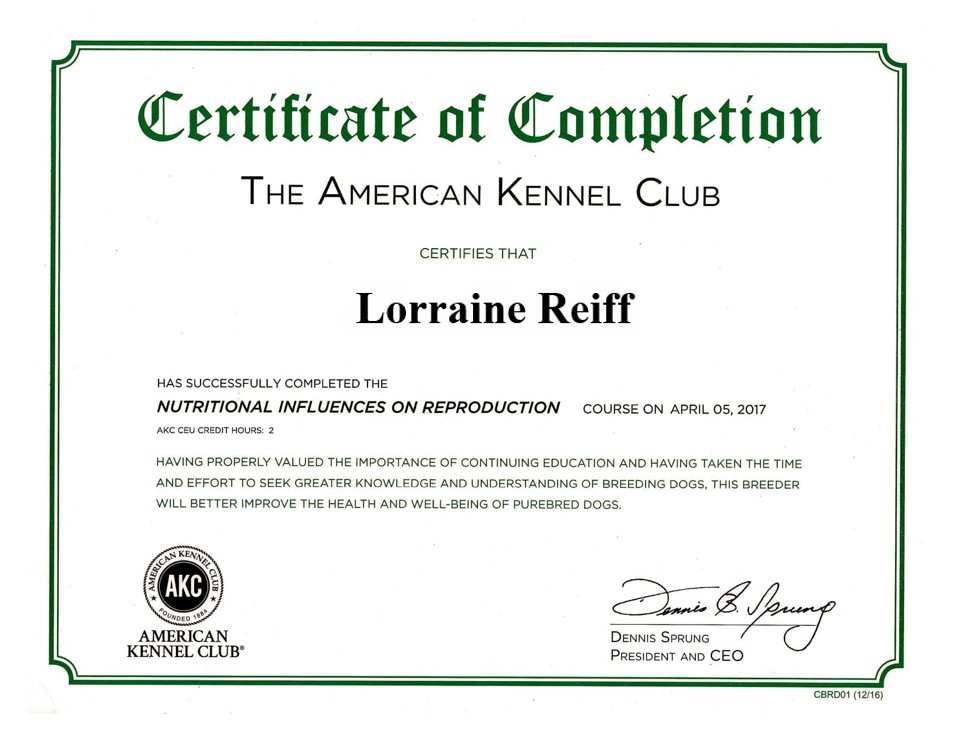 Certificate of Completion
THE AMERICAN KENNEL CLUB
CERTIFIES THAT
Lorraine Reiff
HAS SUCCESSFULLY COMPLETED THE
NUTRITIONAL INFLUENCES ON REPRODUCTION COURSE ON APRIL 05, 2017
AKC CEU CREDIT HOURS: 2
HAVING PROPERLY VALUED THE IMPORTANCE OF CONTINUING EDUCATION AND HAVING TAKEN THE TIME
AND EFFORT TO SEEK GREATER KNOWLEDGE AND UNDERSTANDING OF BREEDING DOGS, THIS BREEDER
WILL BETTER IMPROVE THE HEALTH AND WELL-BEING OF PUREBRED DOGS.
AMERICAN KENNEL CLUB
AKC
FOUNDED 1884
AMERICAN
KENNEL CLUB®
Dennis B. Sprung
DENNIS SPRUNG
PRESIDENT AND CEO
CBRD01 (12/16)